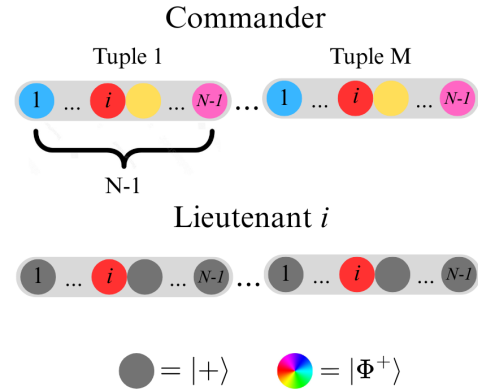 Commander
Tuple 1 Tuple M
1 ... i ... N-1 ... 1 ... i ... N-1
N-1
Lieutenant i
1 ... i ... N-1 ... 1 ... i ... N-1
= |+⟩ = |Φ⁺⟩